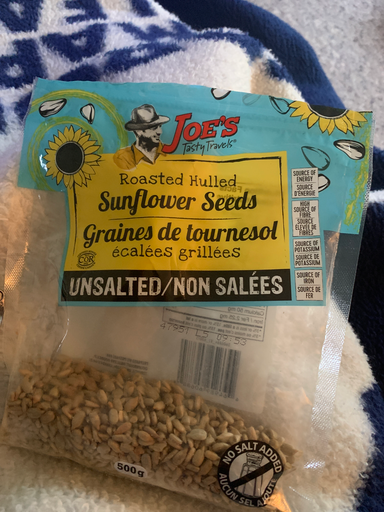 JOE'S
Tasty Travels
Roasted Hulled
Sunflower Seeds
Graines de tournesol
écalées grillées
COR
UNSALTED/NON SALÉES
SOURCE OF
ENERGY
SOURCE
D'ÉNERGIE
HIGH
SOURCE OF
FIBRE
SOURCE
ÉLEVÉE DE
FIBRES
SOURCE OF
POTASSIUM
SOURCE DE
POTASSIUM
SOURCE OF
IRON
SOURCE DE
FER
500g
NO SALT ADDED
AUCUN SEL AJOUTÉ